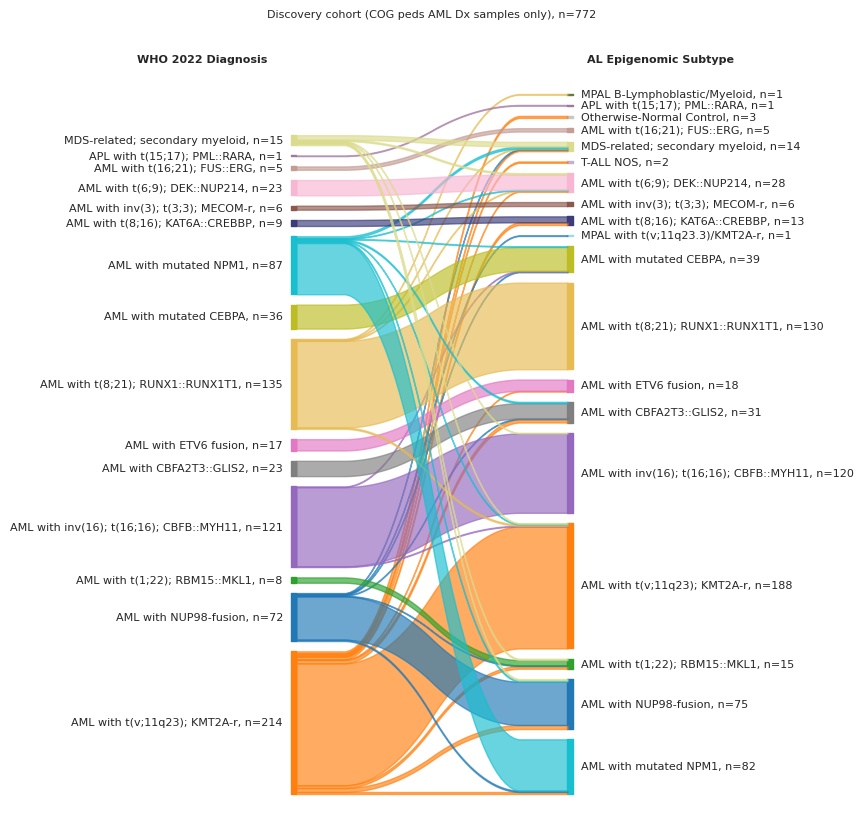 Discovery cohort (COG peds AML Dx samples only), n=772
WHO 2022 Diagnosis
MDS-related; secondary myeloid, n=15
APL with t(15;17); PML::RARA, n=1
AML with t(16;21); FUS::ERG, n=5
AML with t(6;9); DEK::NUP214, n=23
AML with inv(3); t(3;3); MECOM-r, n=6
AML with t(8;16); KAT6A::CREBBP, n=9
AML with mutated NPM1, n=87
AML with mutated CEBPA, n=36
AML with t(8;21); RUNX1::RUNX1T1, n=135
AML with ETV6 fusion, n=17
AML with CBFA2T3::GLIS2, n=23
AML with inv(16); t(16;16); CBFB::MYH11, n=121
AML with t(1;22); RBM15::MKL1, n=8
AML with NUP98-fusion, n=72
AML with t(v;11q23); KMT2A-r, n=214
AL Epigenomic Subtype
MPAL B-Lymphoblastic/Myeloid, n=1
APL with t(15;17); PML::RARA, n=1
Otherwise-Normal Control, n=3
AML with t(16;21); FUS::ERG, n=5
MDS-related; secondary myeloid, n=14
T-ALL NOS, n=2
AML with t(6;9); DEK::NUP214, n=28
AML with inv(3); t(3;3); MECOM-r, n=6
AML with t(8;16); KAT6A::CREBBP, n=13
MPAL with t(v;11q23.3)/KMT2A-r, n=1
AML with mutated CEBPA, n=39
AML with t(8;21); RUNX1::RUNX1T1, n=130
AML with ETV6 fusion, n=18
AML with CBFA2T3::GLIS2, n=31
AML with inv(16); t(16;16); CBFB::MYH11, n=120
AML with t(v;11q23); KMT2A-r, n=188
AML with t(1;22); RBM15::MKL1, n=15
AML with NUP98-fusion, n=75
AML with mutated NPM1, n=82